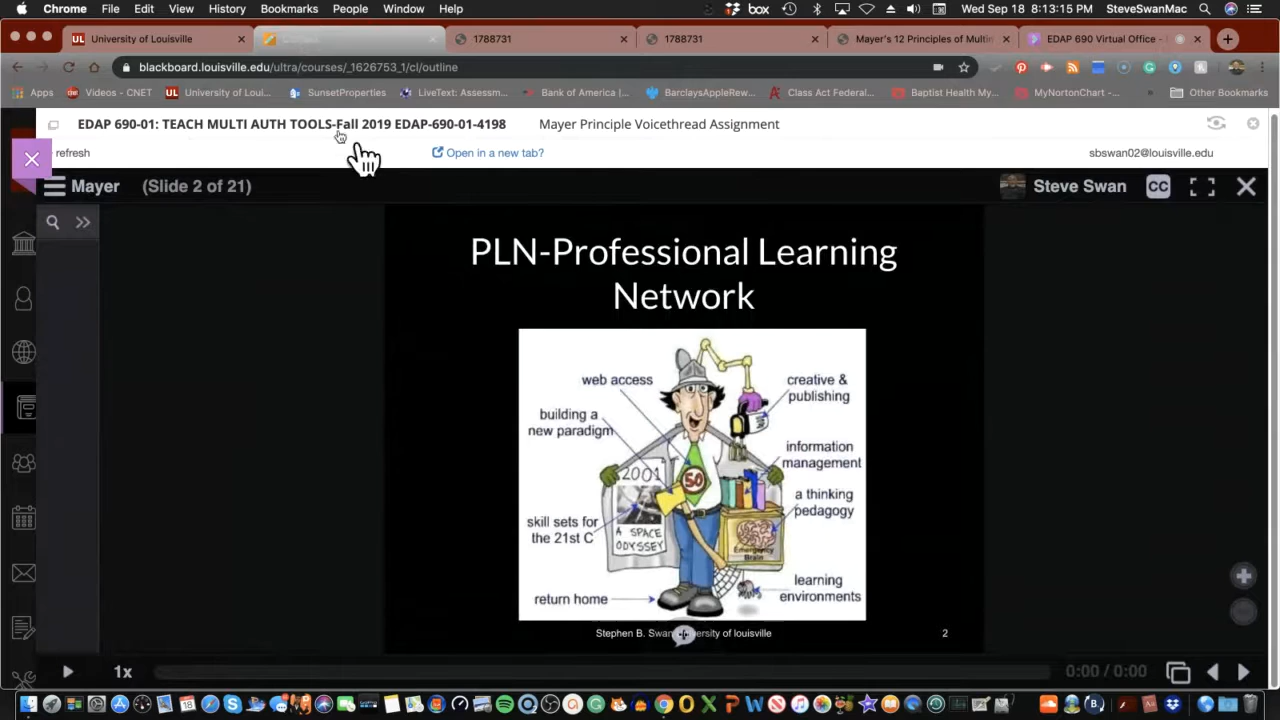 Chrome File Edit View History Bookmarks People Window Help box Wed Sep 18 8:13:15 PM SteveSwanMac
University of Louisville 1788731 1788731 Mayer's 12 Principles of Multim EDAP 690 Virtual Office -
blackboard.louisville.edu/ultra/courses/_1626753_1/cl/outline
Apps Videos - CNET University of Loui... SunsetProperties LiveText: Assessm... Bank of America |... BarclaysAppleRew... Class Act Federal... Baptist Health My... MyNortonChart -... Other Bookmarks
EDAP 690-01: TEACH MULTI AUTH TOOLS-Fall 2019 EDAP-690-01-4198 Mayer Principle Voicethread Assignment
refresh Open in a new tab? sbswan02@louisville.edu
Mayer (Slide 2 of 21) Steve Swan CC
PLN-Professional Learning
Network
web access
creative &
publishing
building a
new paradigm
information
management
2001
50
a thinking
pedagogy
skill sets for
the 21st C
A SPACE
ODYSSEY
Emergency
Brain
learning
environments
return home
Stephen B. Swan University of louisville 2
1x 0:00 / 0:00